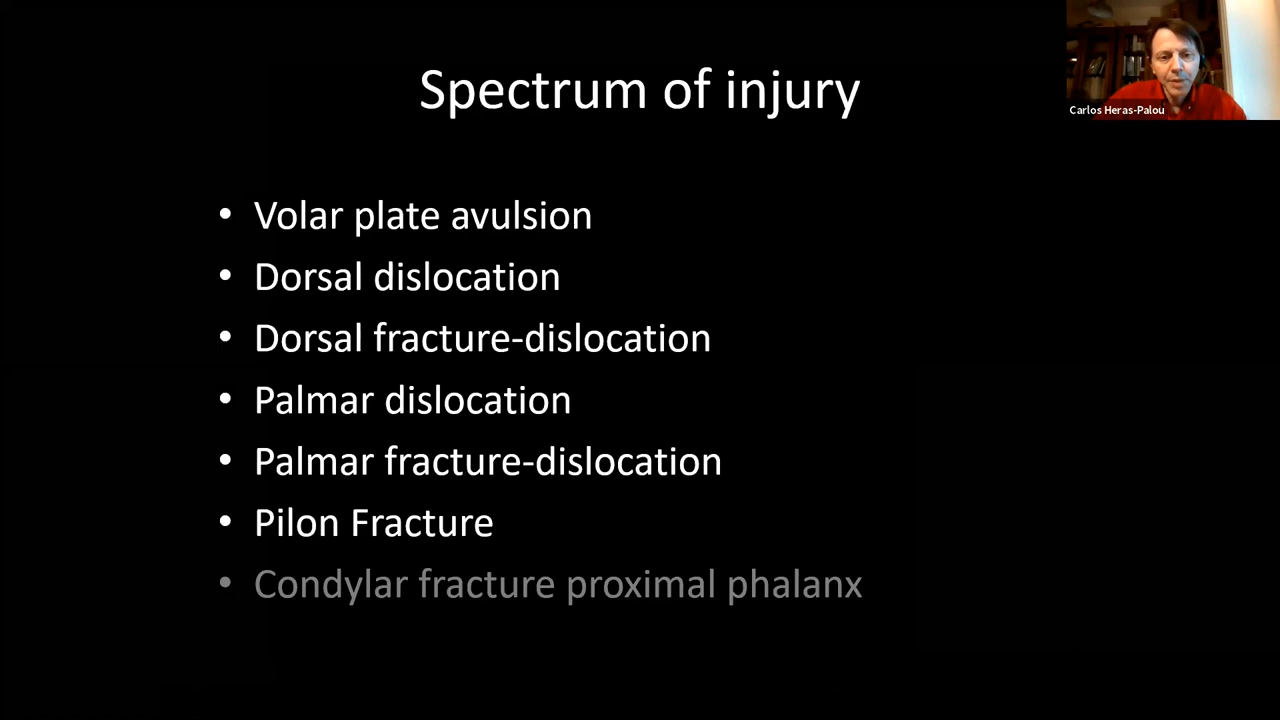 Spectrum of injury
Carlos Heras-Palou
• Volar plate avulsion
• Dorsal dislocation
• Dorsal fracture-dislocation
• Palmar dislocation
• Palmar fracture-dislocation
• Pilon Fracture
• Condylar fracture proximal phalanx